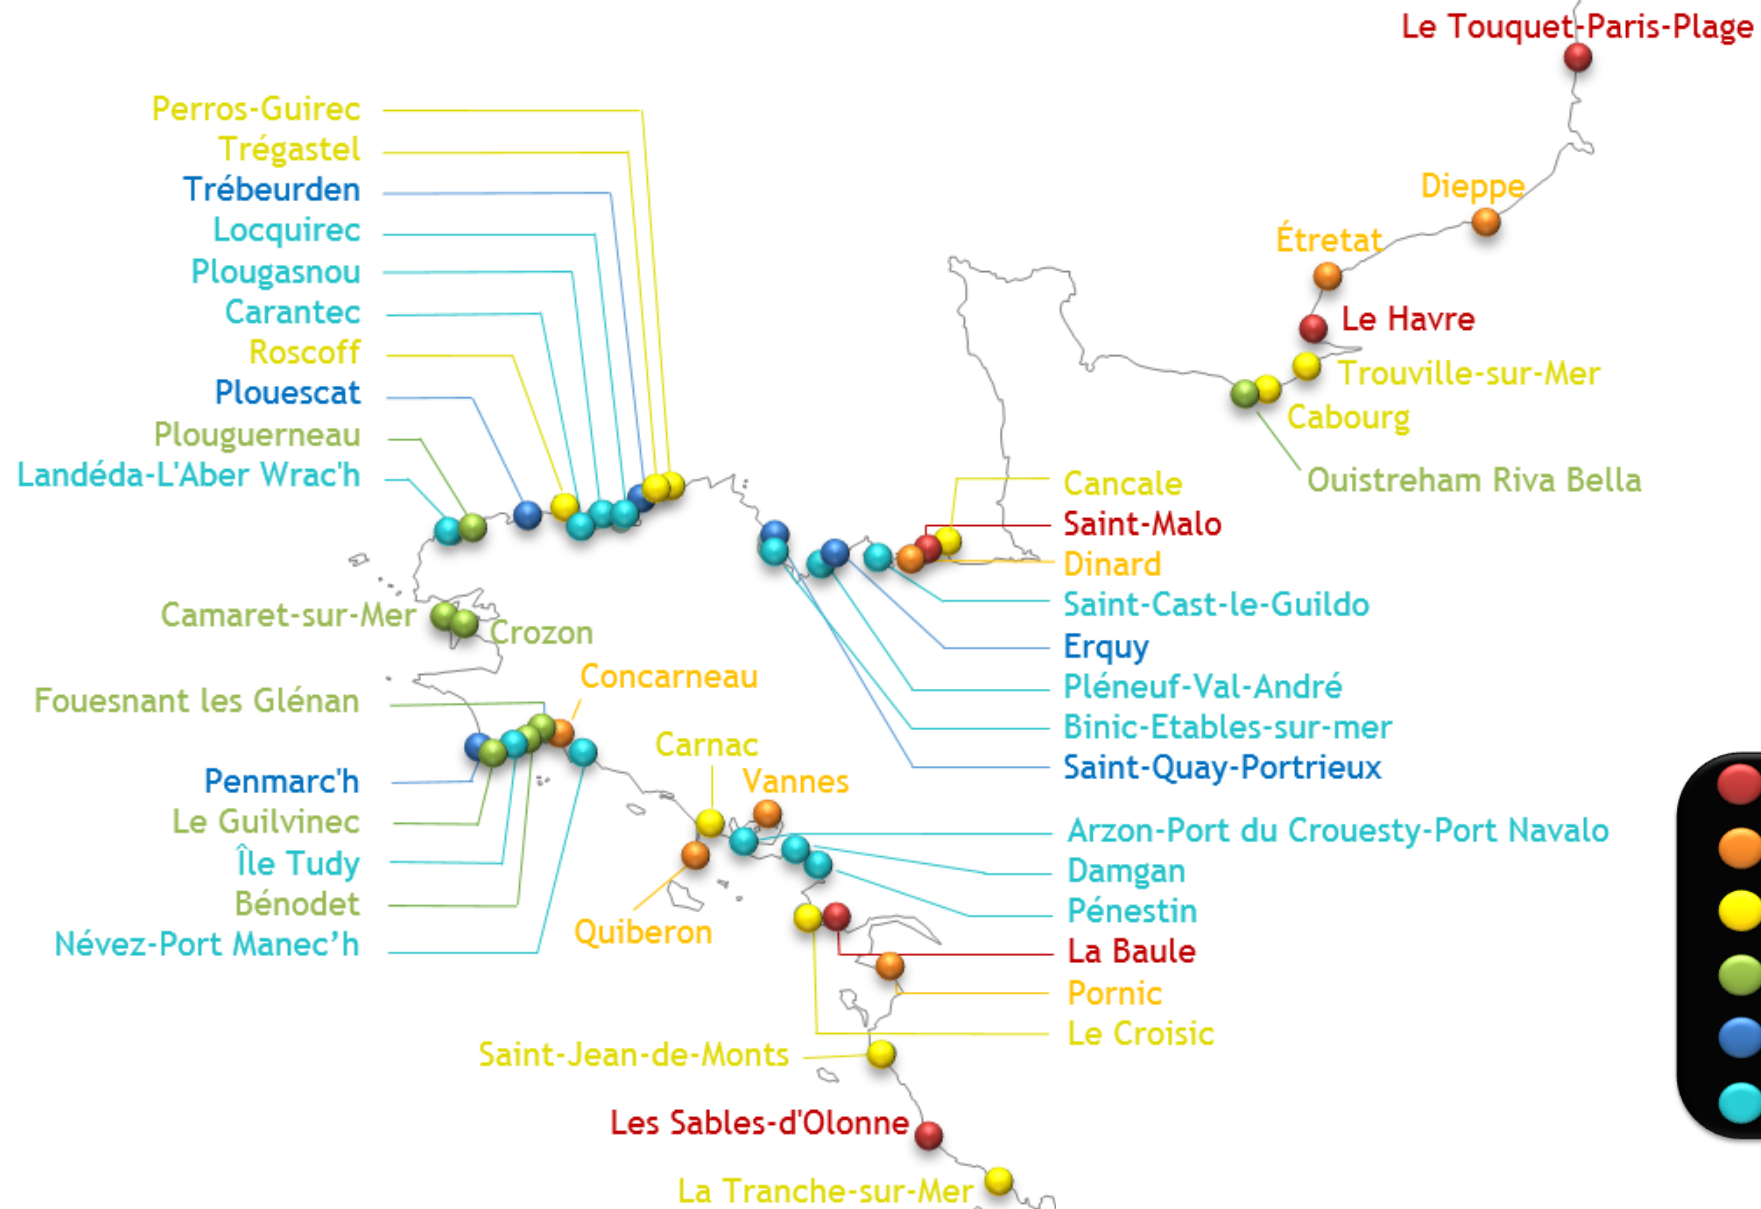 Le Touquet-Paris-Plage
Perros-Guirec
Trégastel
Trébeurden
Locquirec
Plougasnou
Carantec
Roscoff
Plouescat
Plouguerneau
Landéda-L'Aber Wrac'h
Dieppe
Étretat
Le Havre
Trouville-sur-Mer
Cabourg
Ouistreham Riva Bella
Cancale
Saint-Malo
Dinard
Saint-Cast-le-Guildo
Erquy
Pléneuf-Val-André
Binic-Etables-sur-mer
Saint-Quay-Portrieux
Camaret-sur-Mer
Crozon
Fouesnant les Glénan
Concarneau
Penmarc'h
Le Guilvinec
Île Tudy
Bénodet
Névez-Port Manec’h
Carnac
Vannes
Quiberon
Arzon-Port du Crouesty-Port Navalo
Damgan
Pénestin
La Baule
Pornic
Le Croisic
Saint-Jean-de-Monts
Les Sables-d'Olonne
La Tranche-sur-Mer